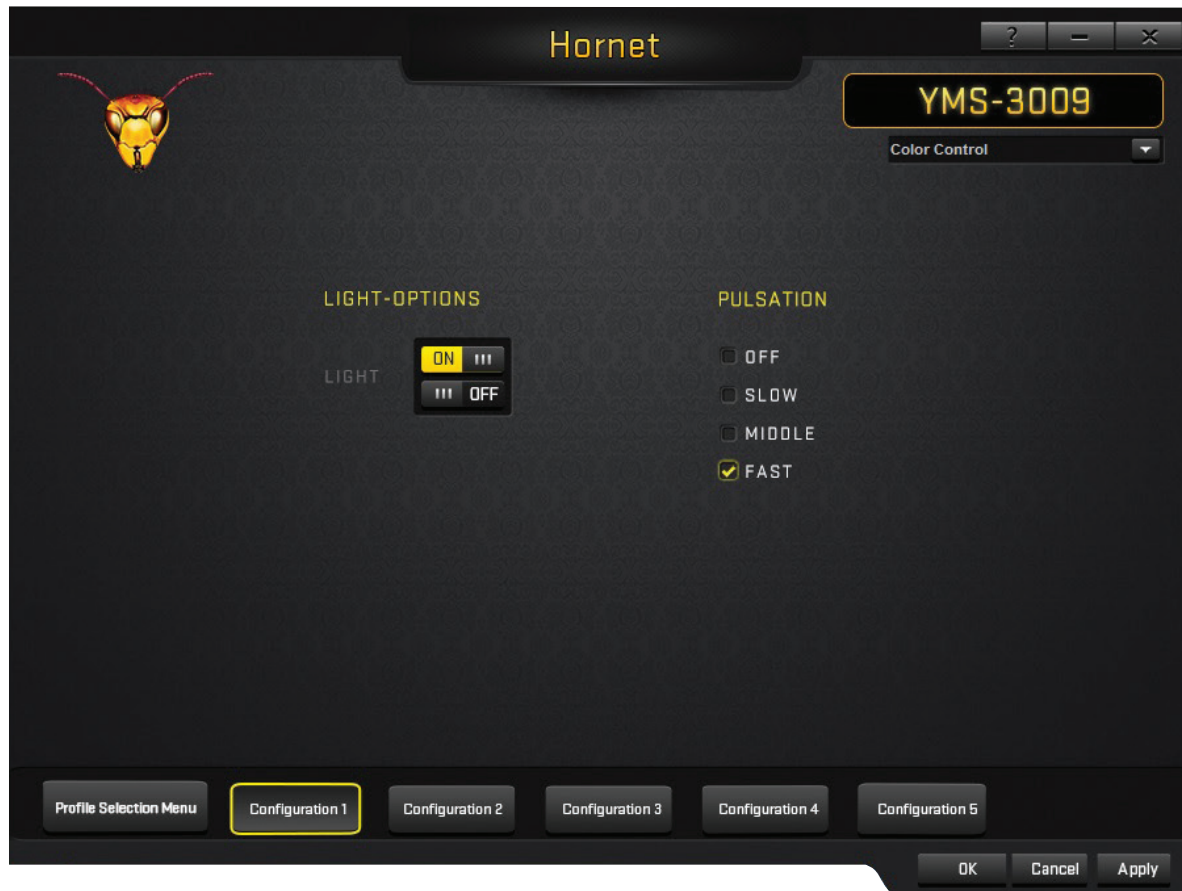 Hornet
? – ×
YMS-3009
Color Control
LIGHT-OPTIONS
LIGHT
ON
OFF
PULSATION
OFF
SLOW
MIDDLE
FAST
Profile Selection Menu
Configuration 1
Configuration 2
Configuration 3
Configuration 4
Configuration 5
OK
Cancel
Apply